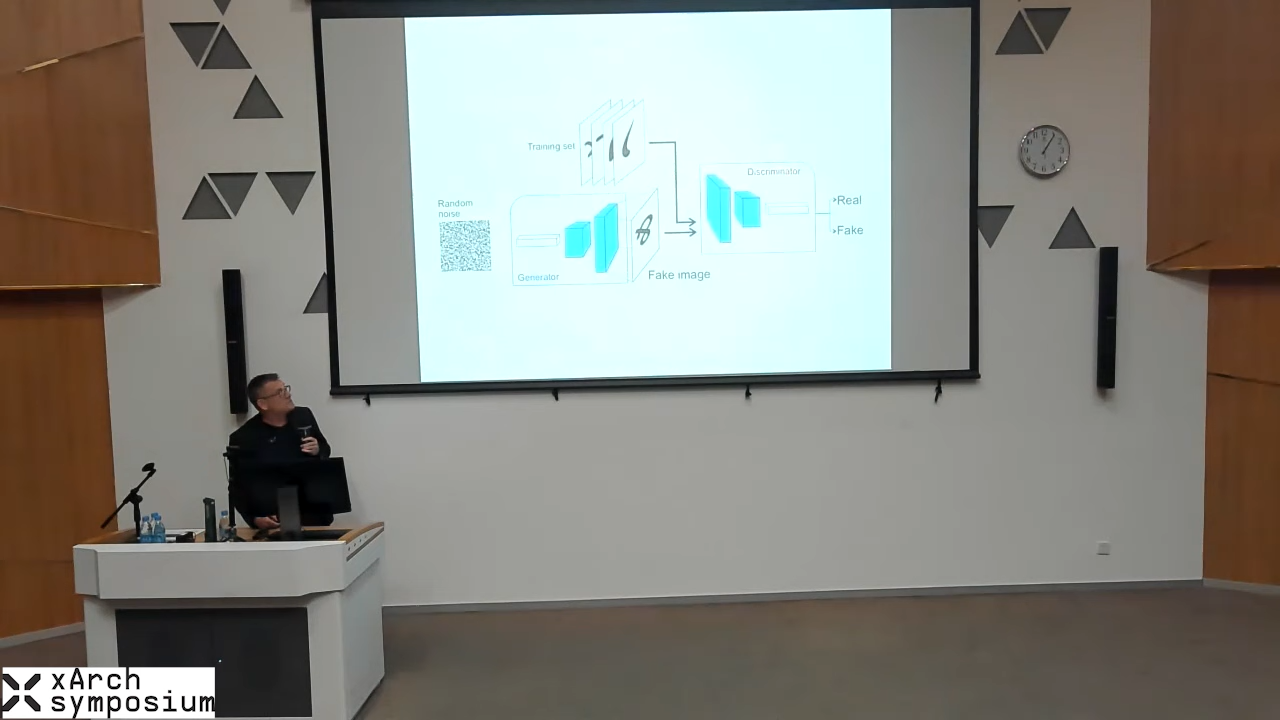 Training set
Discriminator
Random
noise
Real
Fake
Generator
Fake image
xArch
symposium